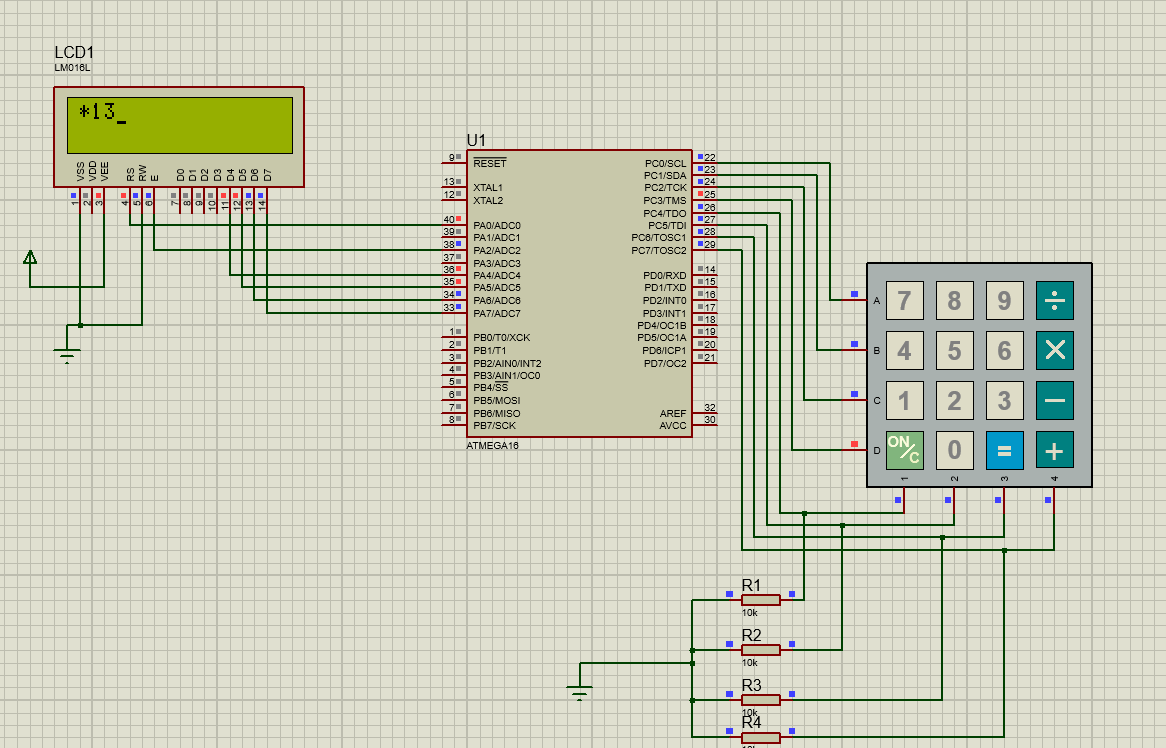 LCD1
LM016L
*13_
VSS VDD VEE RS RW E D0 D1 D2 D3 D4 D5 D6 D7
1 2 3 4 5 6 7 8 9 10 11 12 13 14
U1
9 RESET
13 XTAL1
12 XTAL2
40 PA0/ADC0
39 PA1/ADC1
38 PA2/ADC2
37 PA3/ADC3
36 PA4/ADC4
35 PA5/ADC5
34 PA6/ADC6
33 PA7/ADC7
1 PB0/T0/XCK
2 PB1/T1
3 PB2/AIN0/INT2
4 PB3/AIN1/OC0
5 PB4/SS
6 PB5/MOSI
7 PB6/MISO
8 PB7/SCK
PC0/SCL 22
PC1/SDA 23
PC2/TCK 24
PC3/TMS 25
PC4/TDO 26
PC5/TDI 27
PC6/TOSC1 28
PC7/TOSC2 29
PD0/RXD 14
PD1/TXD 15
PD2/INT0 16
PD3/INT1 17
PD4/OC1B 18
PD5/OC1A 19
PD6/ICP1 20
PD7/OC2 21
AREF 32
AVCC 30
ATMEGA16
A 7 8 9 ÷
B 4 5 6 ×
C 1 2 3 −
D ON/C 0 = +
1 2 3 4
R1
10k
R2
10k
R3
10k
R4